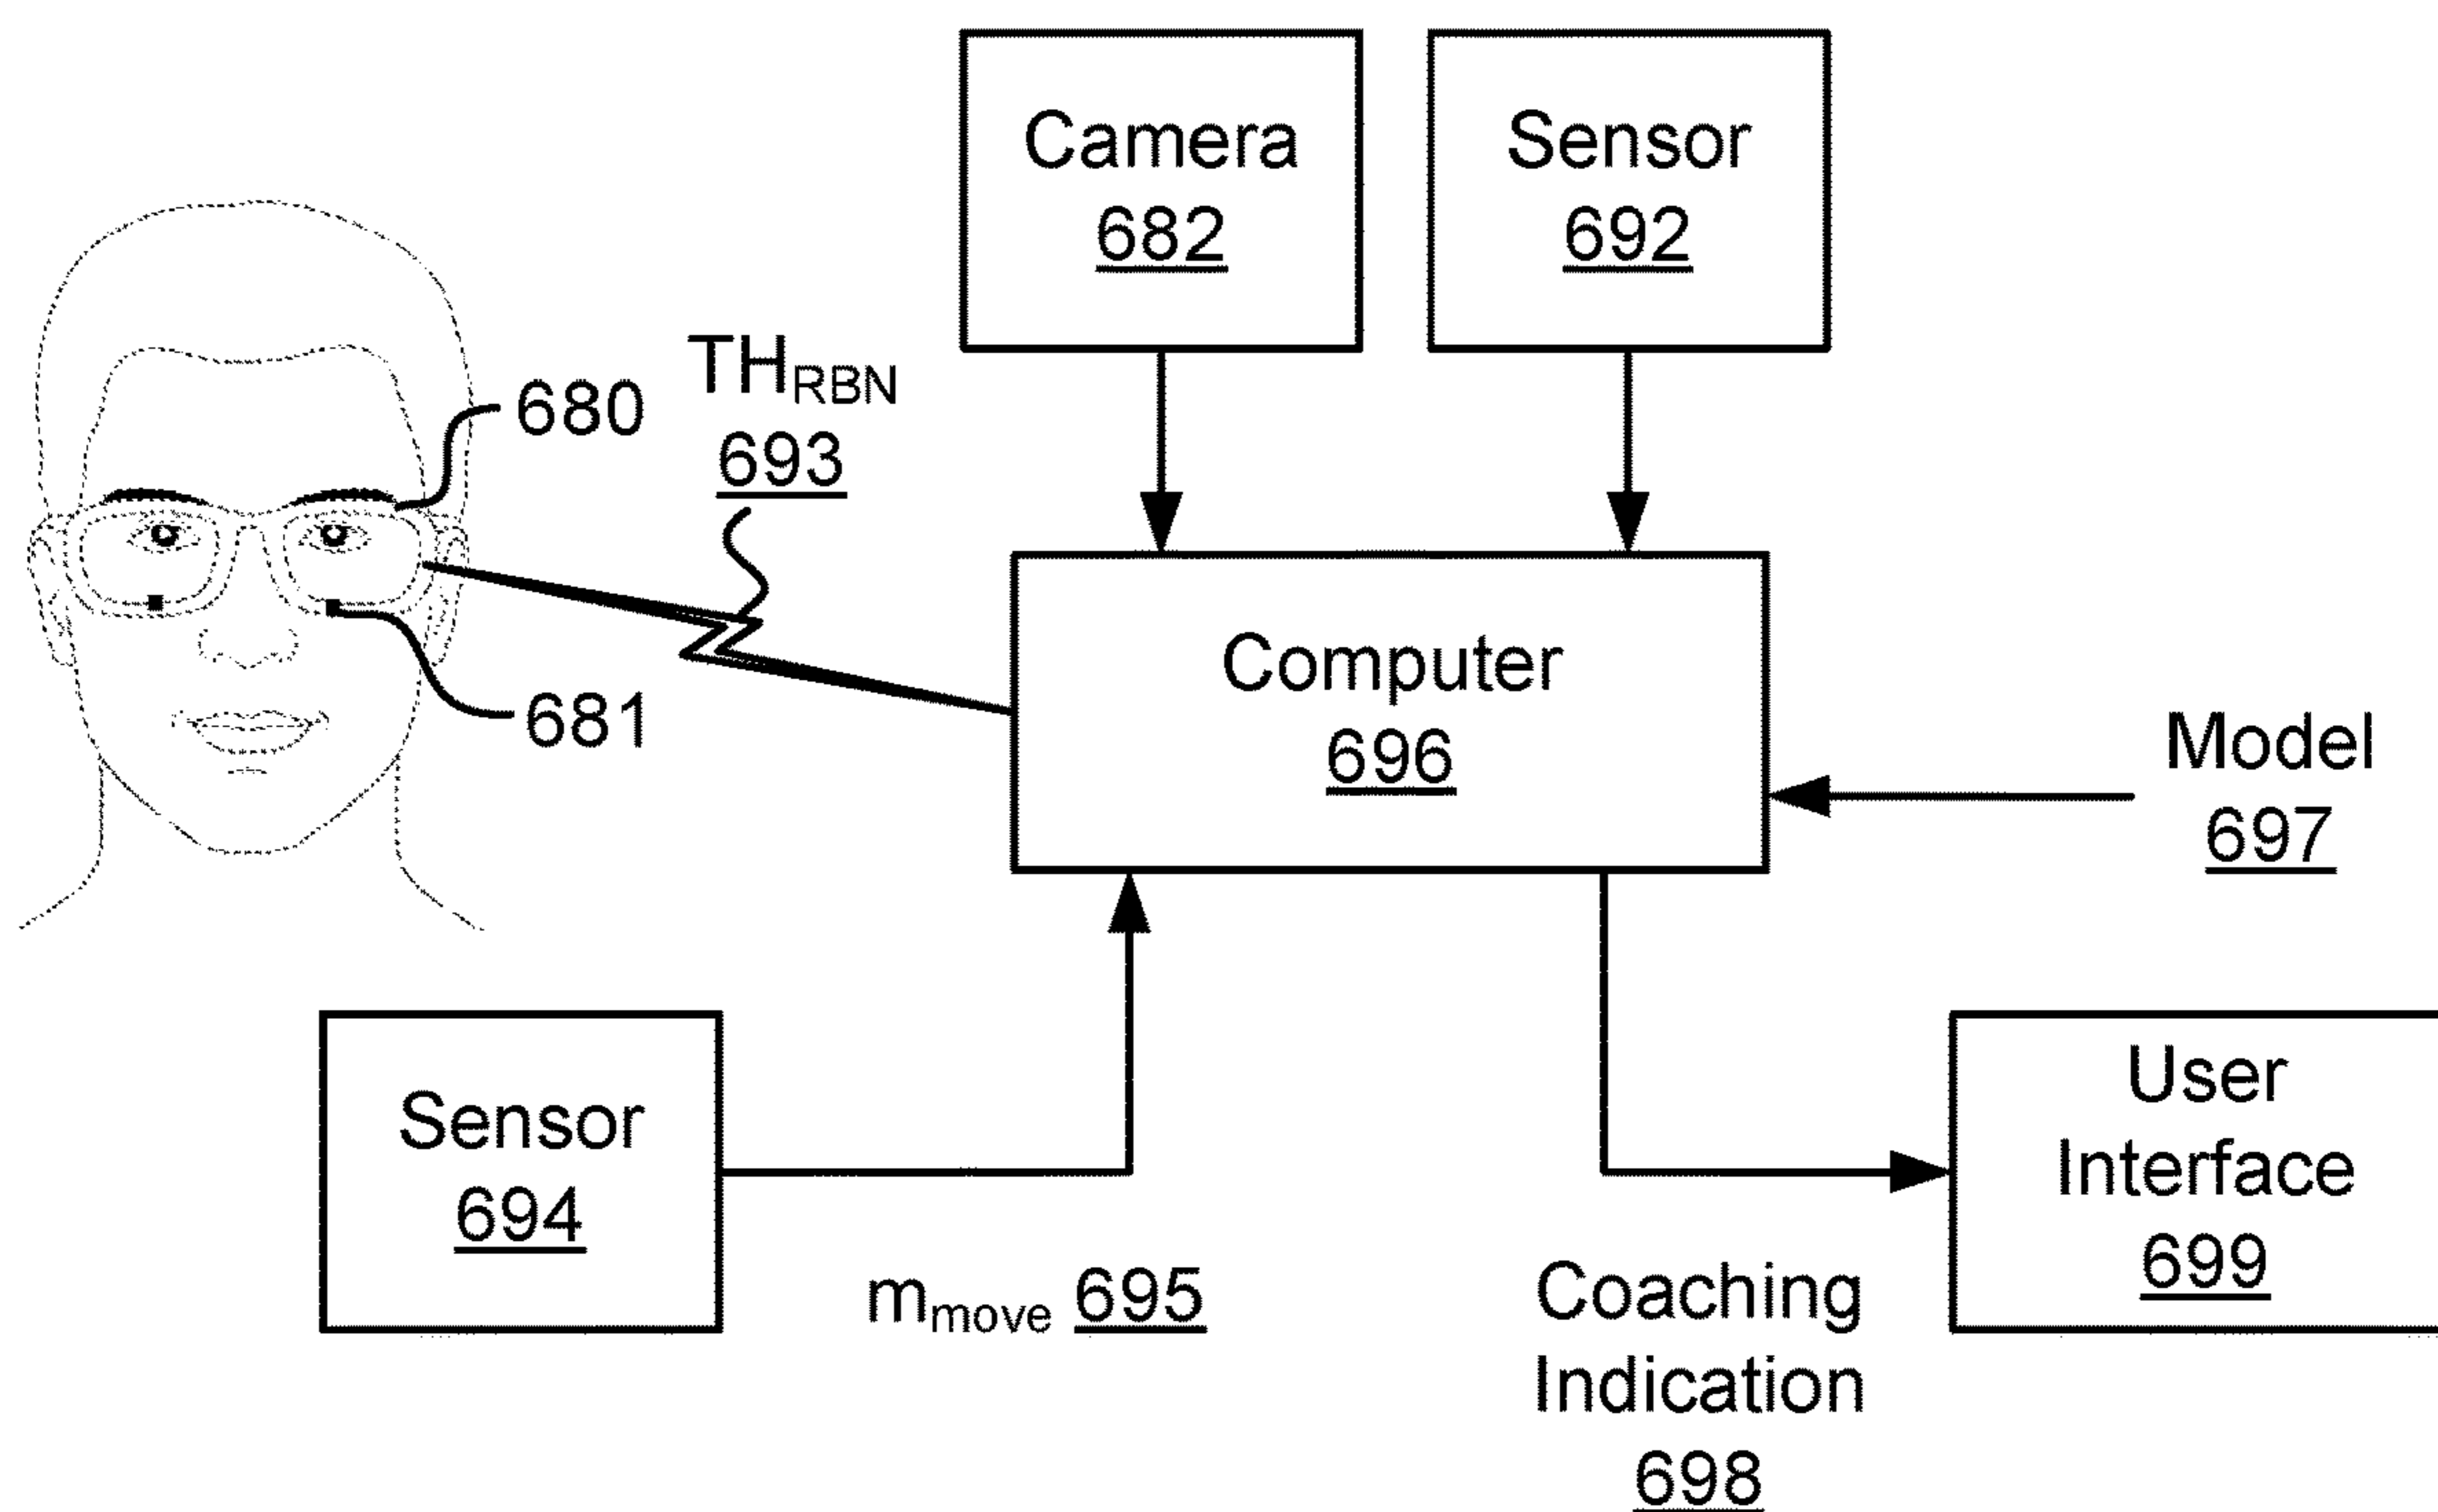 Camera
682
Sensor
692
TH_RBN
693
680
681
Computer
696
Model
697
Sensor
694
m_move 695
Coaching
Indication
698
User
Interface
699